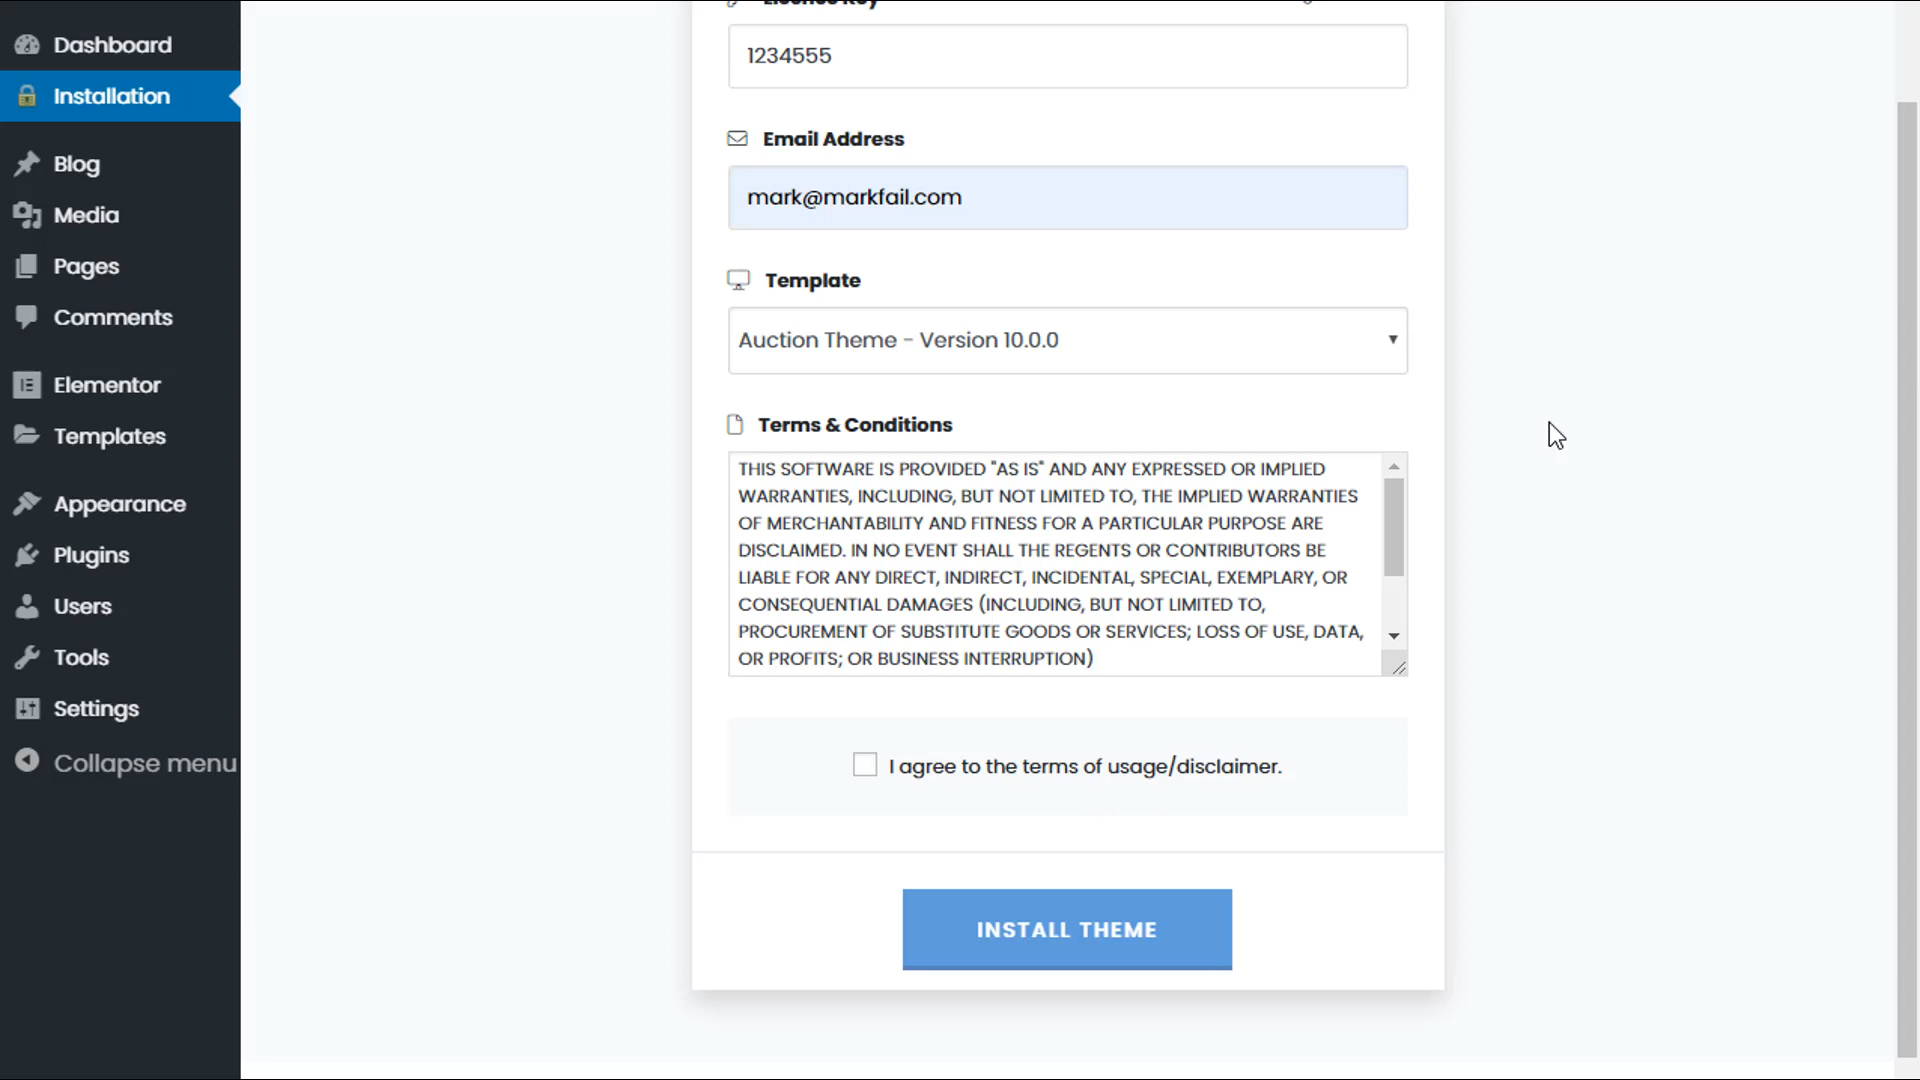 Dashboard
Installation
Blog
Media
Pages
Comments
Elementor
Templates
Appearance
Plugins
Users
Tools
Settings
Collapse menu
License Key
1234555
Email Address
mark@markfail.com
Template
Auction Theme - Version 10.0.0
Terms & Conditions
THIS SOFTWARE IS PROVIDED "AS IS" AND ANY EXPRESSED OR IMPLIED
WARRANTIES, INCLUDING, BUT NOT LIMITED TO, THE IMPLIED WARRANTIES
OF MERCHANTABILITY AND FITNESS FOR A PARTICULAR PURPOSE ARE
DISCLAIMED. IN NO EVENT SHALL THE REGENTS OR CONTRIBUTORS BE
LIABLE FOR ANY DIRECT, INDIRECT, INCIDENTAL, SPECIAL, EXEMPLARY, OR
CONSEQUENTIAL DAMAGES (INCLUDING, BUT NOT LIMITED TO,
PROCUREMENT OF SUBSTITUTE GOODS OR SERVICES; LOSS OF USE, DATA,
OR PROFITS; OR BUSINESS INTERRUPTION)
I agree to the terms of usage/disclaimer.
INSTALL THEME